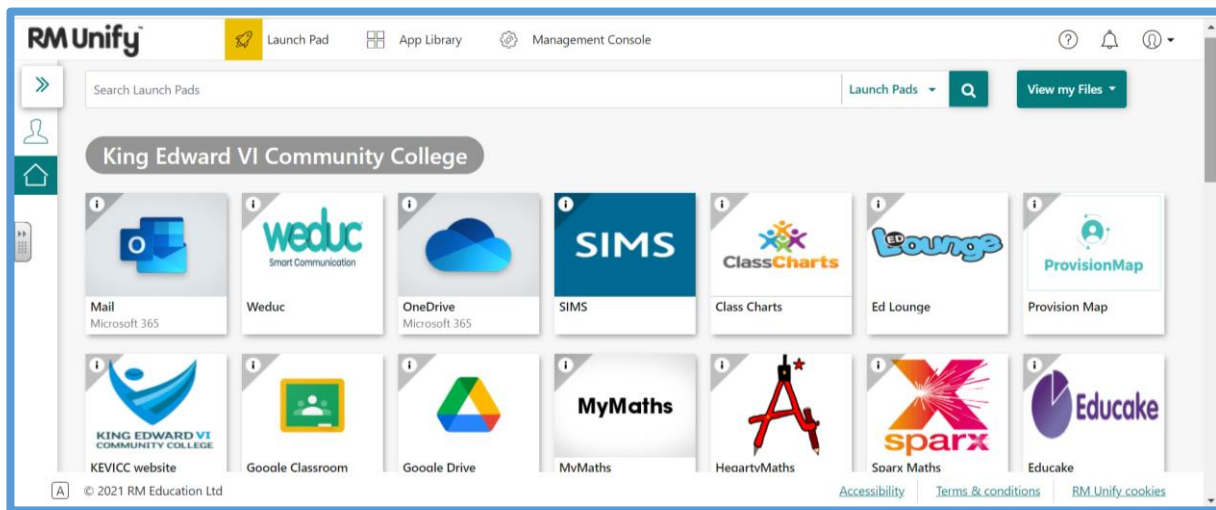 RM Unify
Launch Pad App Library Management Console
Search Launch Pads Launch Pads View my Files
King Edward VI Community College
weduc
Smart Communication
SIMS
ClassCharts
ED Lounge
ProvisionMap
Mail Weduc OneDrive SIMS Class Charts Ed Lounge Provision Map
Microsoft 365 Microsoft 365
KING EDWARD VI
COMMUNITY COLLEGE
MyMaths
sparx
Educake
KEVICC website Google Classroom Google Drive MyMaths HegartyMaths Sparx Maths Educake
A © 2021 RM Education Ltd Accessibility Terms & conditions RM Unify cookies